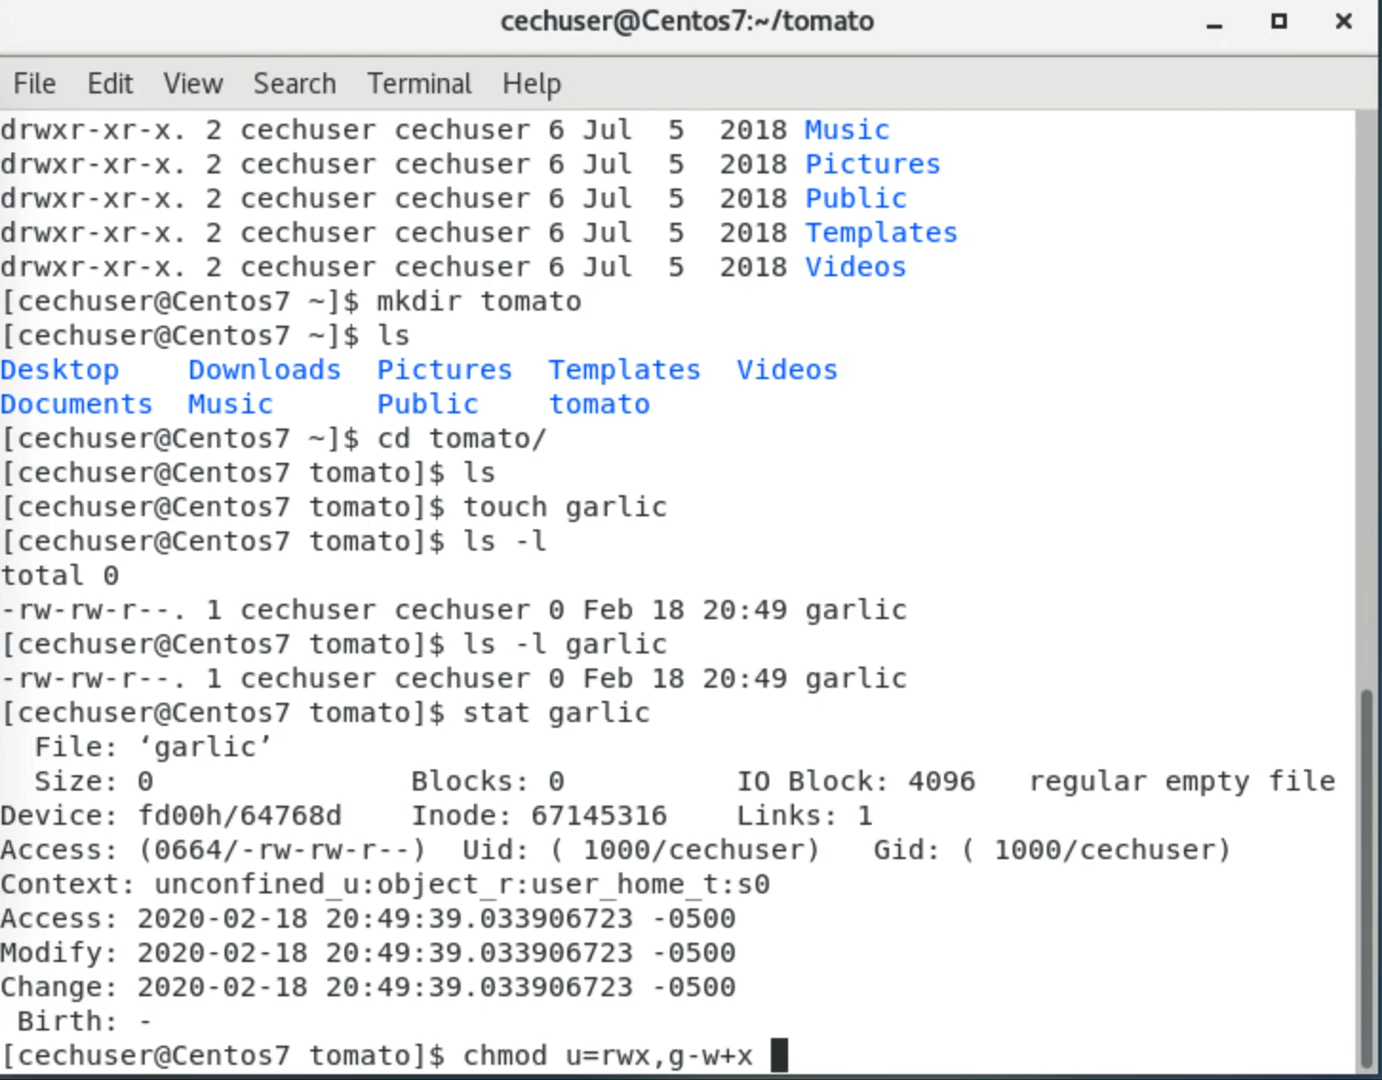 cechuser@Centos7:~/tomato
File Edit View Search Terminal Help
drwxr-xr-x. 2 cechuser cechuser 6 Jul  5  2018 Music
drwxr-xr-x. 2 cechuser cechuser 6 Jul  5  2018 Pictures
drwxr-xr-x. 2 cechuser cechuser 6 Jul  5  2018 Public
drwxr-xr-x. 2 cechuser cechuser 6 Jul  5  2018 Templates
drwxr-xr-x. 2 cechuser cechuser 6 Jul  5  2018 Videos
[cechuser@Centos7 ~]$ mkdir tomato
[cechuser@Centos7 ~]$ ls
Desktop    Downloads  Pictures  Templates  Videos
Documents  Music      Public    tomato
[cechuser@Centos7 ~]$ cd tomato/
[cechuser@Centos7 tomato]$ ls
[cechuser@Centos7 tomato]$ touch garlic
[cechuser@Centos7 tomato]$ ls -l
total 0
-rw-rw-r--. 1 cechuser cechuser 0 Feb 18 20:49 garlic
[cechuser@Centos7 tomato]$ ls -l garlic
-rw-rw-r--. 1 cechuser cechuser 0 Feb 18 20:49 garlic
[cechuser@Centos7 tomato]$ stat garlic
  File: ‘garlic’
  Size: 0               Blocks: 0          IO Block: 4096   regular empty file
Device: fd00h/64768d    Inode: 67145316    Links: 1
Access: (0664/-rw-rw-r--)  Uid: ( 1000/cechuser)   Gid: ( 1000/cechuser)
Context: unconfined_u:object_r:user_home_t:s0
Access: 2020-02-18 20:49:39.033906723 -0500
Modify: 2020-02-18 20:49:39.033906723 -0500
Change: 2020-02-18 20:49:39.033906723 -0500
 Birth: -
[cechuser@Centos7 tomato]$ chmod u=rwx,g-w+x